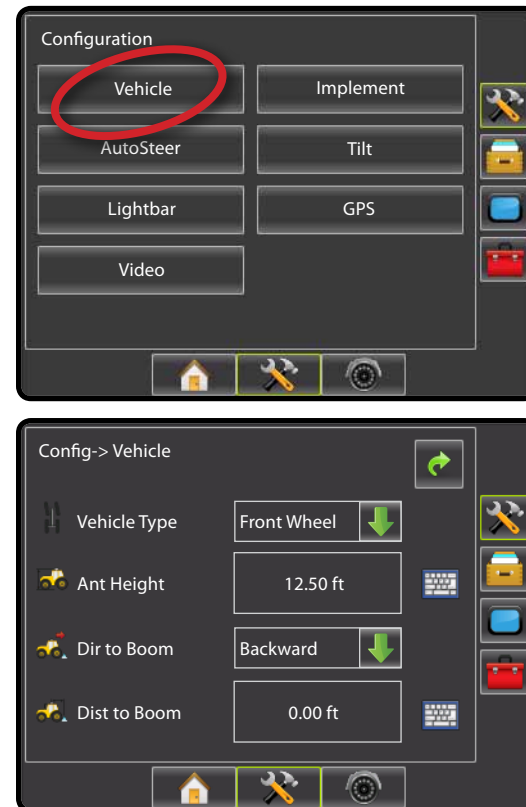 Configuration
Vehicle Implement
AutoSteer Tilt
Lightbar GPS
Video
Config-> Vehicle
Vehicle Type Front Wheel
Ant Height 12.50 ft
Dir to Boom Backward
Dist to Boom 0.00 ft